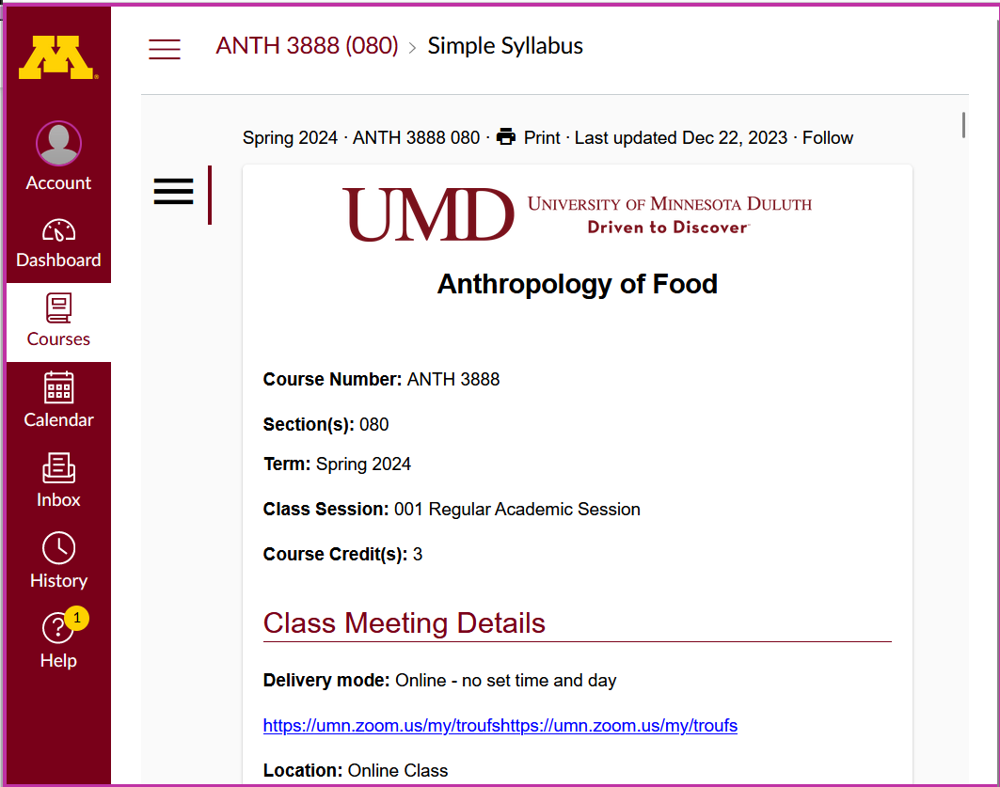 M
ANTH 3888 (080) > Simple Syllabus
Account
Dashboard
Courses
Calendar
Inbox
History
1
Help
Spring 2024 · ANTH 3888 080 · Print · Last updated Dec 22, 2023 · Follow
UMD UNIVERSITY OF MINNESOTA DULUTH
Driven to Discover
Anthropology of Food
Course Number: ANTH 3888
Section(s): 080
Term: Spring 2024
Class Session: 001 Regular Academic Session
Course Credit(s): 3
Class Meeting Details
Delivery mode: Online - no set time and day
https://umn.zoom.us/my/troufshttps://umn.zoom.us/my/troufs
Location: Online Class